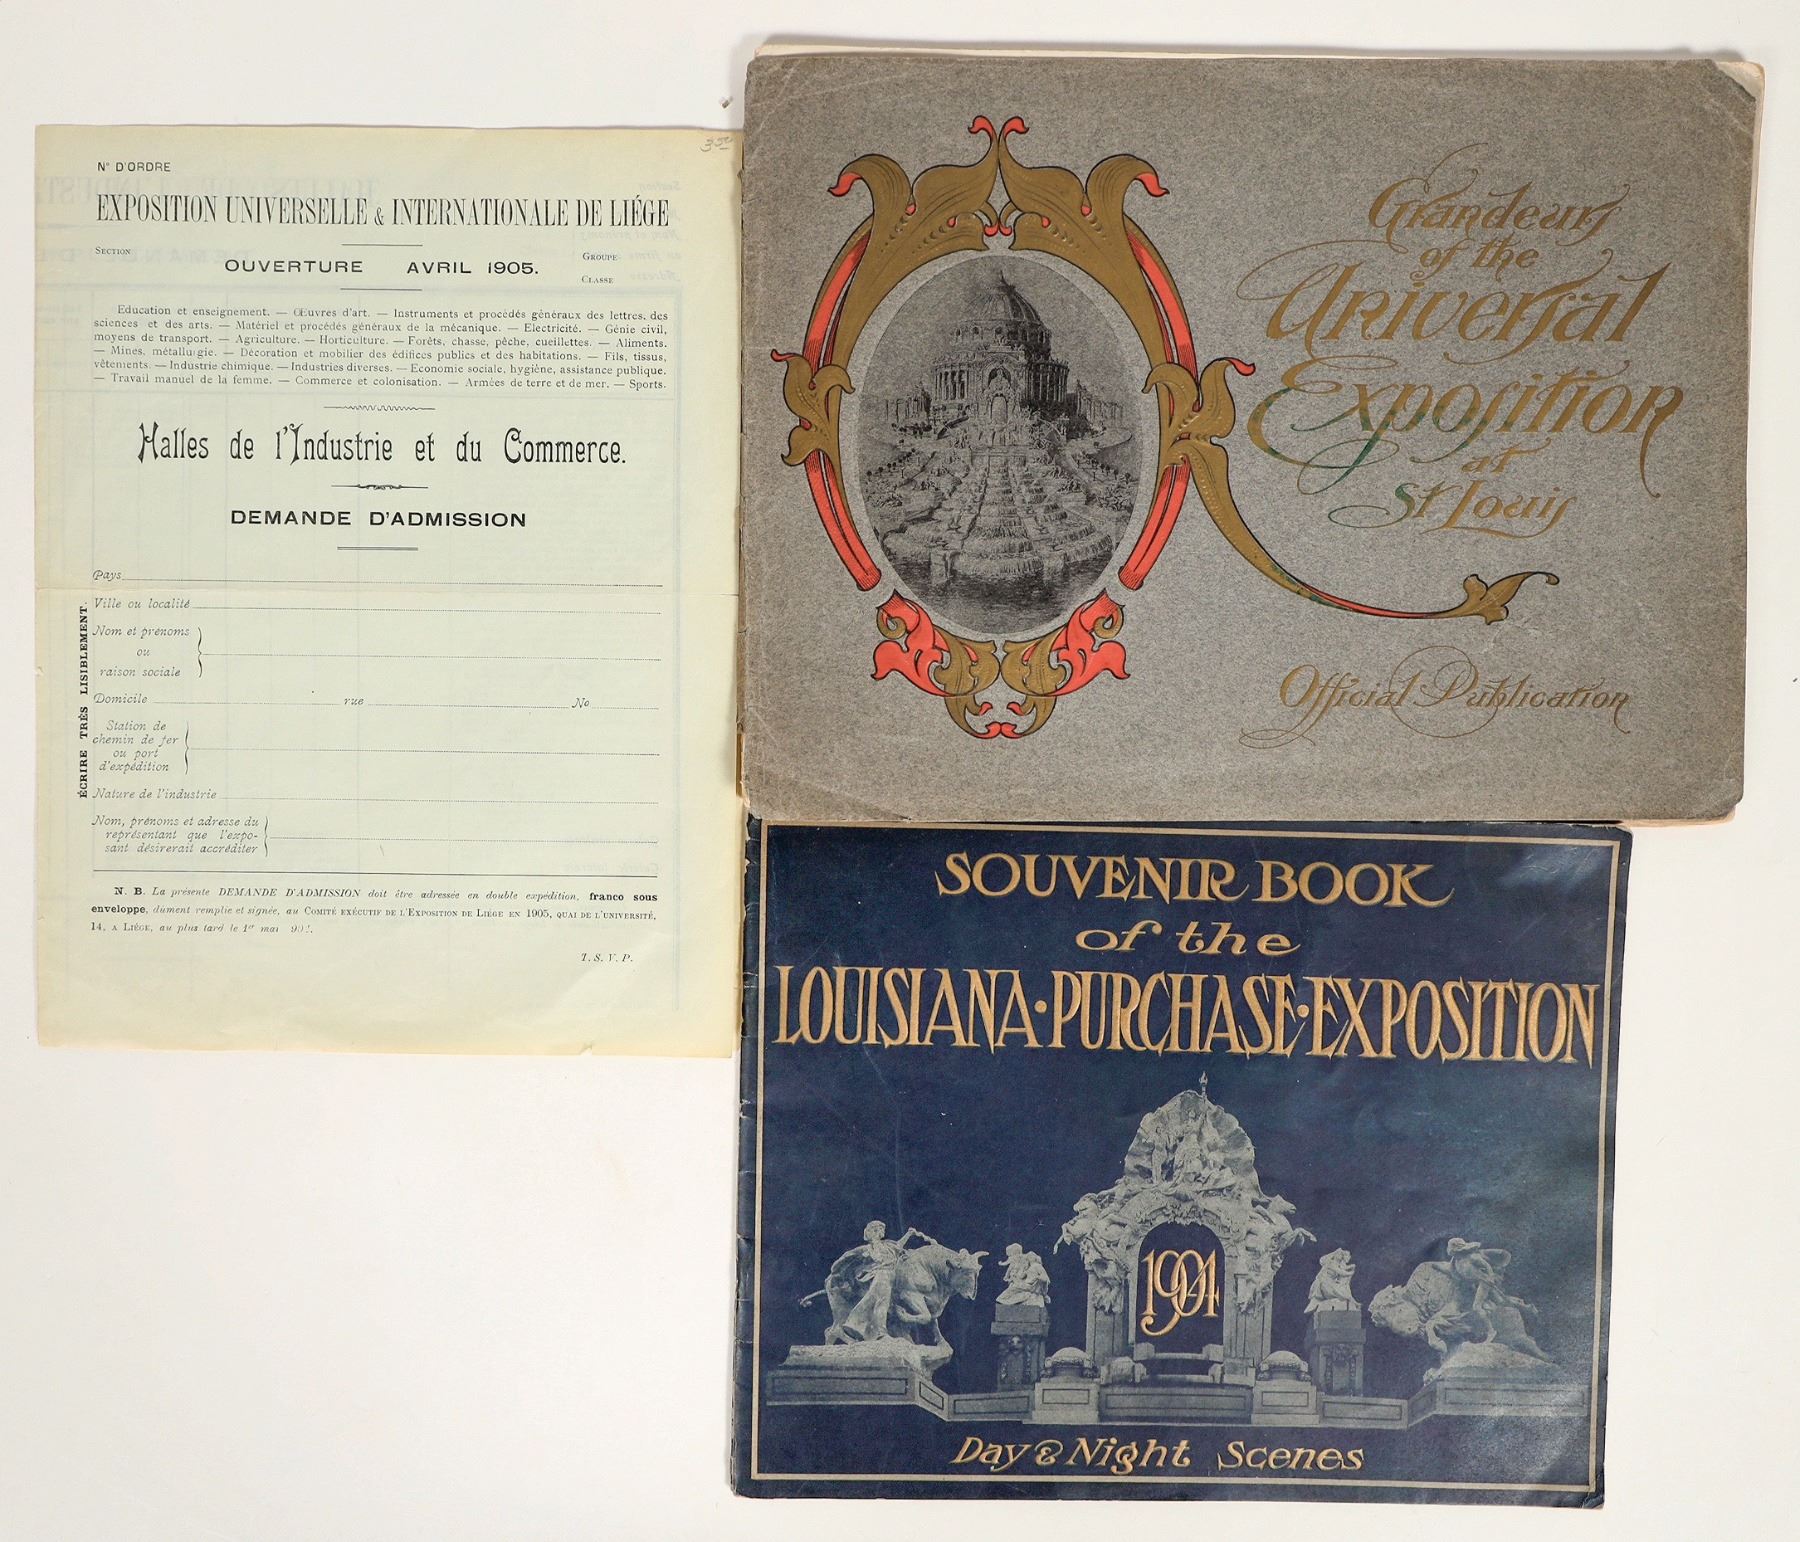 350
N° D'ORDRE
EXPOSITION UNIVERSELLE & INTERNATIONALE DE LIÉGE
SECTION
GROUPE
OUVERTURE AVRIL 1905.
CLASSE
Education et enseignement. — Œuvres d'art. — Instruments et procédés généraux des lettres, des
sciences et des arts. — Matériel et procédés généraux de la mécanique. — Electricité. — Génie civil,
moyens de transport. — Agriculture. — Horticulture. — Forêts, chasse, pêche, cueillettes. — Aliments.
— Mines, métallurgie. — Décoration et mobilier des édifices publics et des habitations. — Fils, tissus,
vêtements. — Industrie chimique. — Industries diverses. — Economie sociale, hygiène, assistance publique.
— Travail manuel de la femme. — Commerce et colonisation. — Armées de terre et de mer. — Sports.
Halles de l'Industrie et du Commerce.
DEMANDE D'ADMISSION
ÉCRIRE TRÈS LISIBLEMENT.
Pays
Ville ou localité
Nom et prénoms
ou
raison sociale
Domicile rue No
Station de
chemin de fer
ou port
d'expédition
Nature de l'industrie
Nom, prénoms et adresse du
représentant que l'expo-
sant désirerait accréditer
N. B. La présente DEMANDE D'ADMISSION doit être adressée en double expédition, franco sous
enveloppe, dûment remplie et signée, au COMITÉ EXÉCUTIF DE L'EXPOSITION DE LIÉGE EN 1905, QUAI DE L'UNIVERSITÉ,
14, A LIÉGE, au plus tard le 1er mai
T. S. V. P.
Grandeurs
of the
Universal
Exposition
at
St Louis
Official Publication
SOUVENIR BOOK
of the
LOUISIANA·PURCHASE·EXPOSITION
1904
Day & Night Scenes